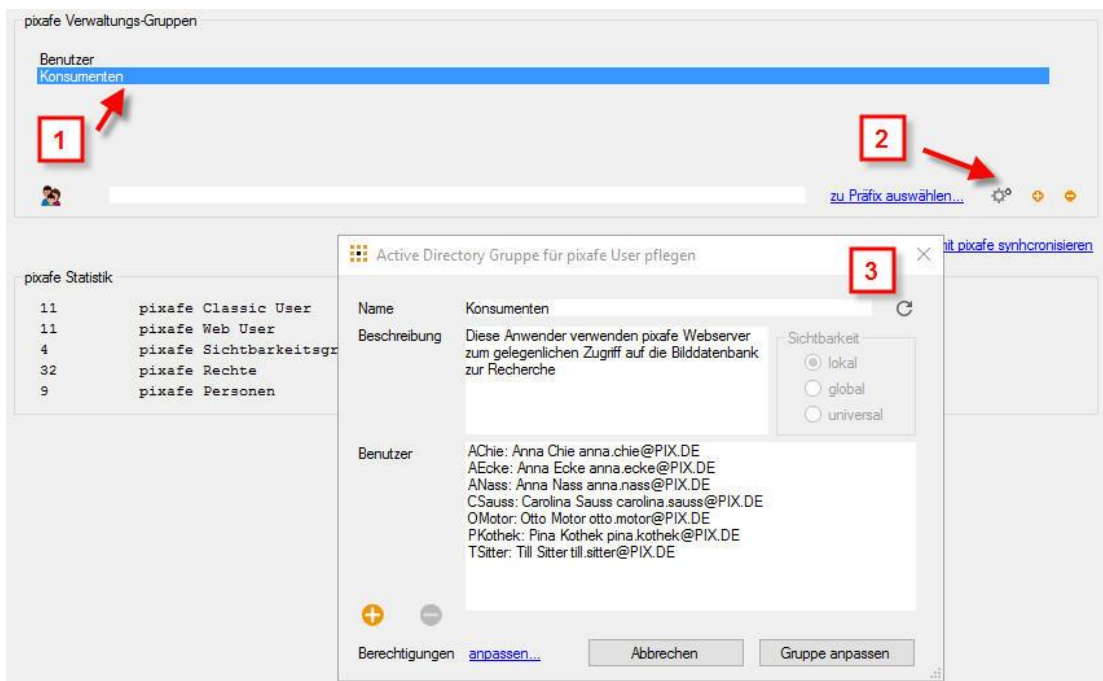 pixafe Verwaltungs-Gruppen
Benutzer
Konsumenten
1
2
zu Präfix auswählen...
mit pixafe synhcronisieren
Active Directory Gruppe für pixafe User pflegen
3
pixafe Statistik
11 pixafe Classic User
11 pixafe Web User
4 pixafe Sichtbarkeitsgr
32 pixafe Rechte
9 pixafe Personen
Name Konsumenten
Beschreibung Diese Anwender verwenden pixafe Webserver
zum gelegenlichen Zugriff auf die Bilddatenbank
zur Recherche
Sichtbarkeit
lokal
global
universal
Benutzer
AChie: Anna Chie anna.chie@PIX.DE
AEcke: Anna Ecke anna.ecke@PIX.DE
ANass: Anna Nass anna.nass@PIX.DE
CSauss: Carolina Sauss carolina.sauss@PIX.DE
OMotor: Otto Motor otto.motor@PIX.DE
PKothek: Pina Kothek pina.kothek@PIX.DE
TSitter: Till Sitter till.sitter@PIX.DE
Berechtigungen anpassen...
Abbrechen
Gruppe anpassen